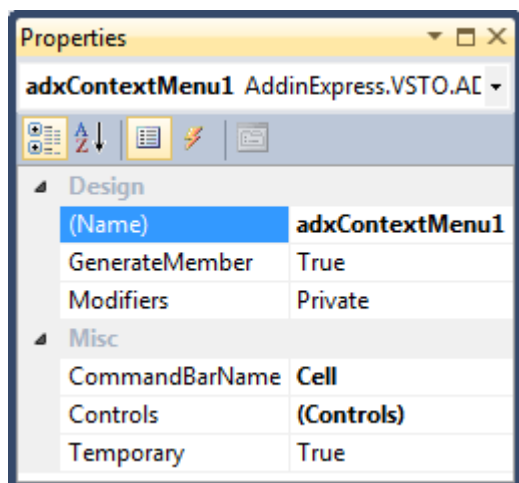 Properties
adxContextMenu1 AddinExpress.VSTO.AD
Design
(Name) adxContextMenu1
GenerateMember True
Modifiers Private
Misc
CommandBarName Cell
Controls (Controls)
Temporary True